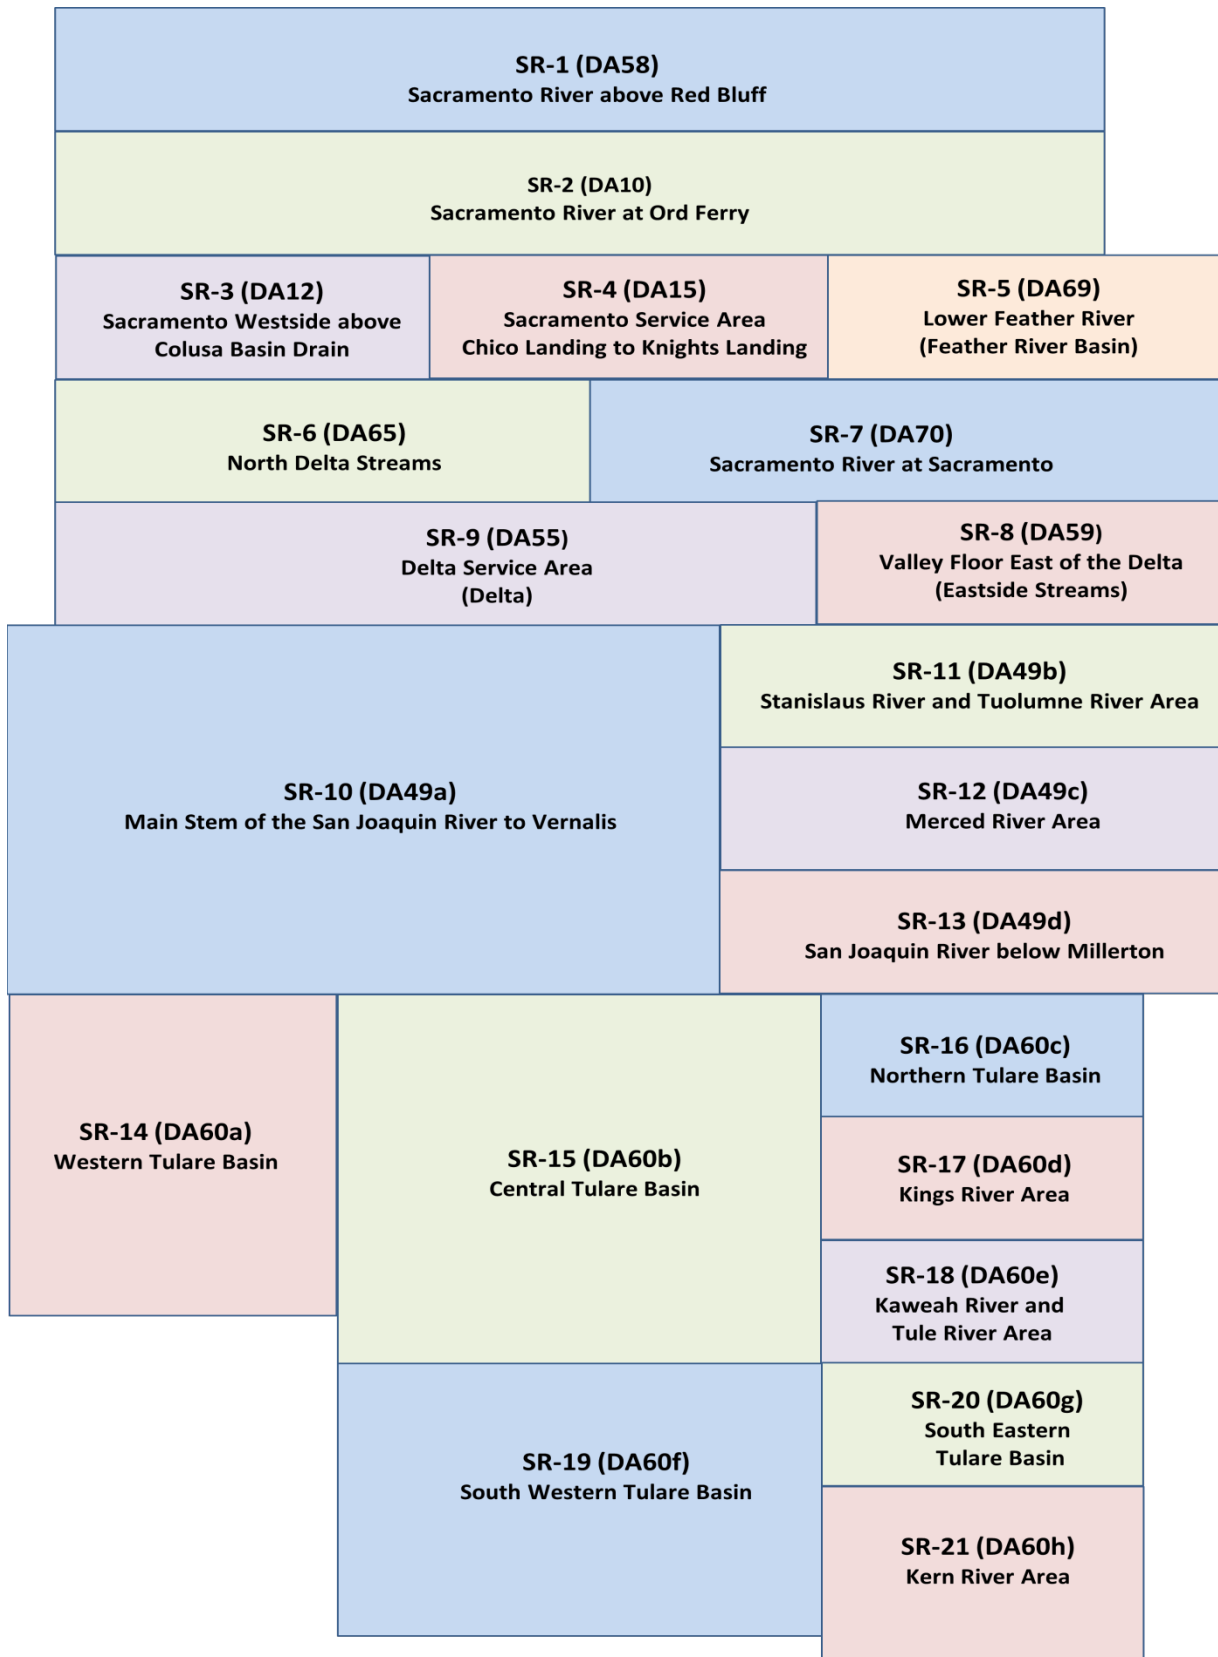 SR-1 (DA58)
Sacramento River above Red Bluff
SR-2 (DA10)
Sacramento River at Ord Ferry
SR-3 (DA12)
Sacramento Westside above
Colusa Basin Drain
SR-4 (DA15)
Sacramento Service Area
Chico Landing to Knights Landing
SR-5 (DA69)
Lower Feather River
(Feather River Basin)
SR-6 (DA65)
North Delta Streams
SR-7 (DA70)
Sacramento River at Sacramento
SR-9 (DA55)
Delta Service Area
(Delta)
SR-8 (DA59)
Valley Floor East of the Delta
(Eastside Streams)
SR-10 (DA49a)
Main Stem of the San Joaquin River to Vernalis
SR-11 (DA49b)
Stanislaus River and Tuolumne River Area
SR-12 (DA49c)
Merced River Area
SR-13 (DA49d)
San Joaquin River below Millerton
SR-14 (DA60a)
Western Tulare Basin
SR-15 (DA60b)
Central Tulare Basin
SR-16 (DA60c)
Northern Tulare Basin
SR-17 (DA60d)
Kings River Area
SR-18 (DA60e)
Kaweah River and
Tule River Area
SR-19 (DA60f)
South Western Tulare Basin
SR-20 (DA60g)
South Eastern
Tulare Basin
SR-21 (DA60h)
Kern River Area